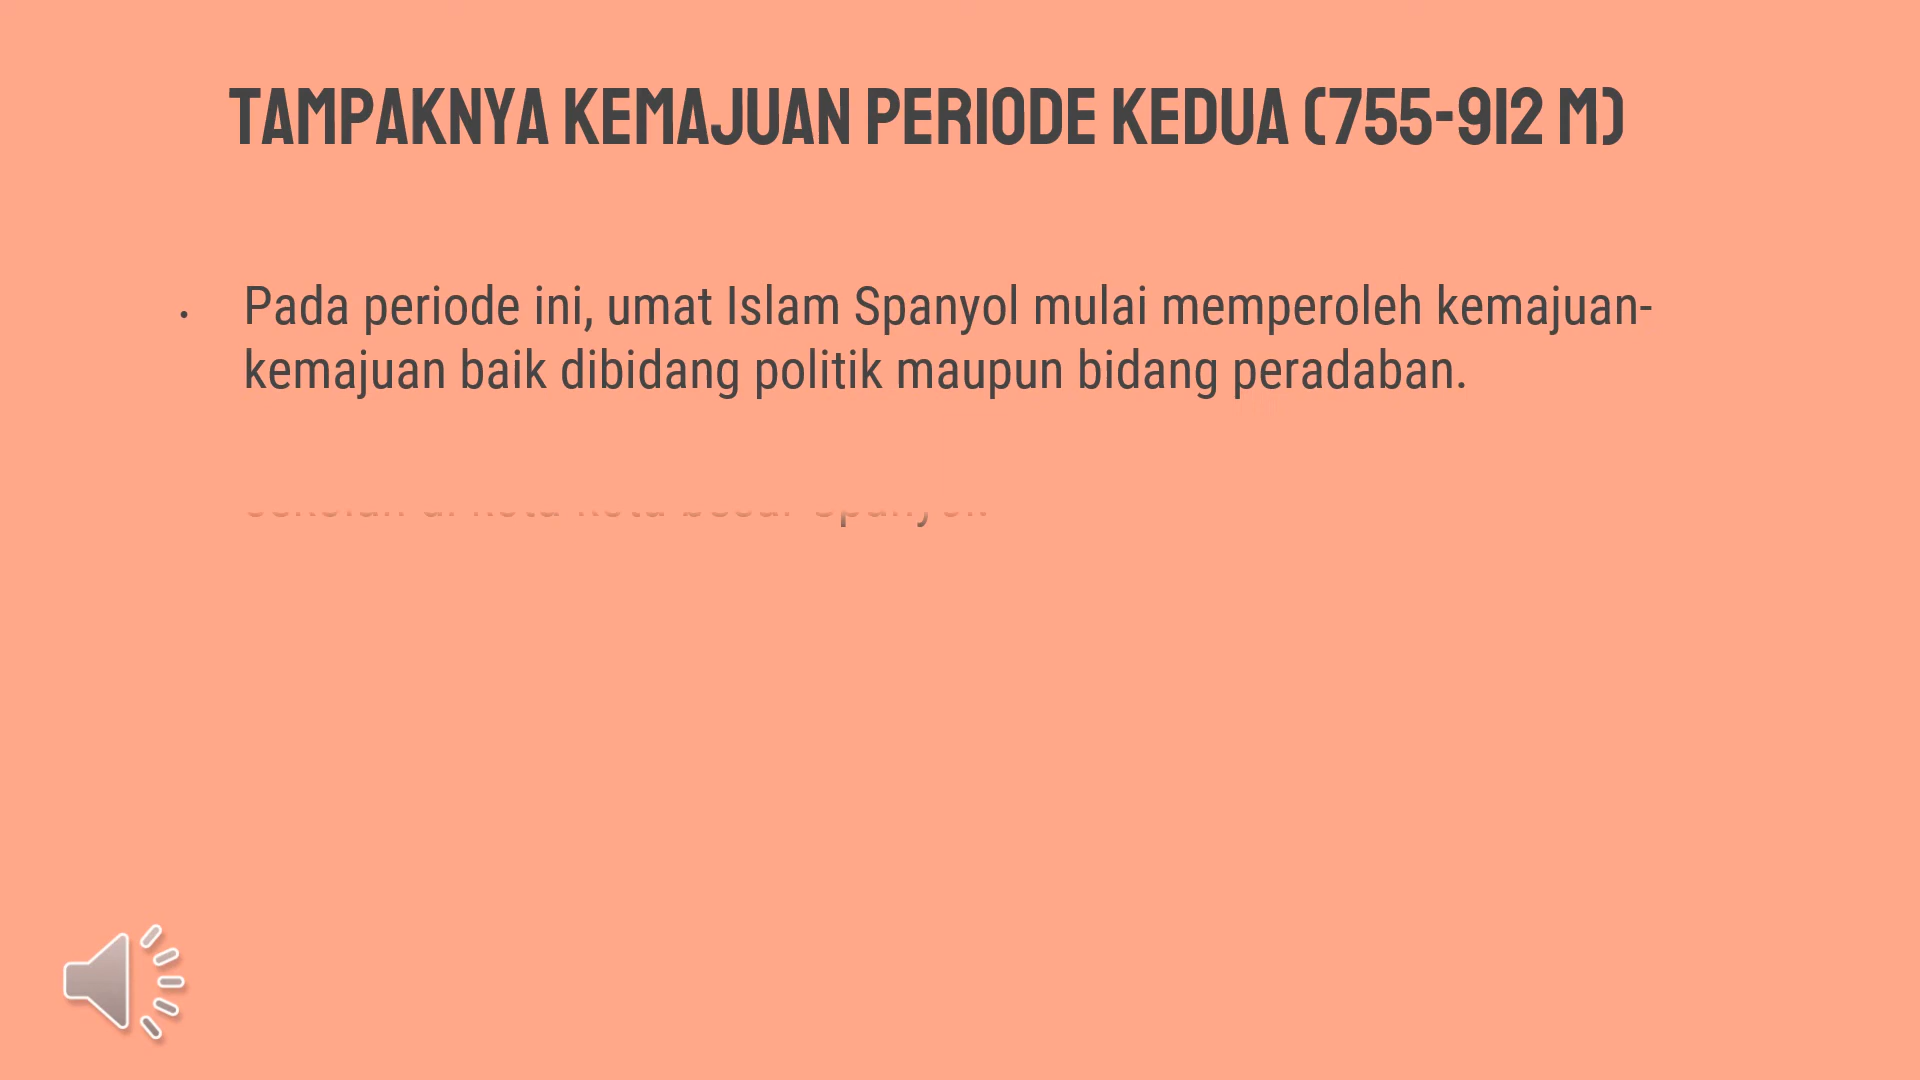 TAMPAKNYA KEMAJUAN PERIODE KEDUA (755-912 M)
• Pada periode ini, umat Islam Spanyol mulai memperoleh kemajuan-
kemajuan baik dibidang politik maupun bidang peradaban.